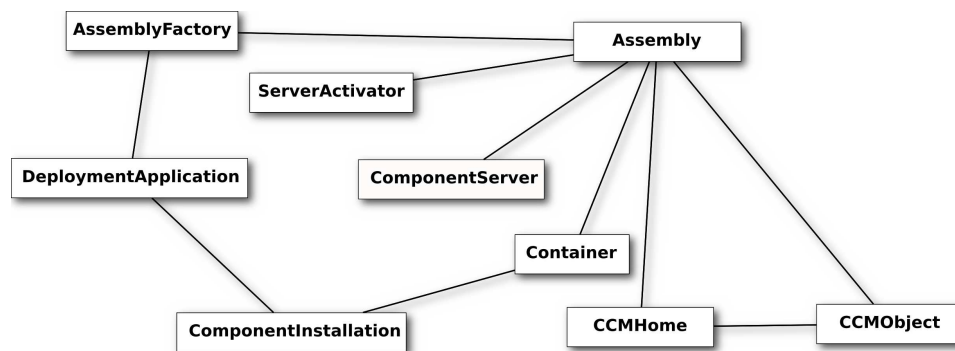 AssemblyFactory
Assembly
ServerActivator
DeploymentApplication
ComponentServer
Container
ComponentInstallation
CCMHome
CCMObject